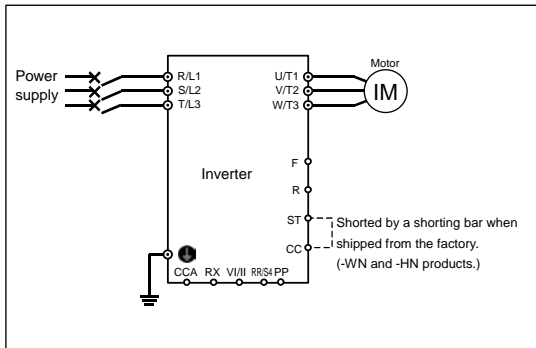 Power
supply
R/L1
S/L2
T/L3
U/T1
V/T2
W/T3
Motor
IM
Inverter
F
R
ST
CC
Shorted by a shorting bar when
shipped from the factory.
(-WN and -HN products.)
CCA RX VI/II RR/S4 PP